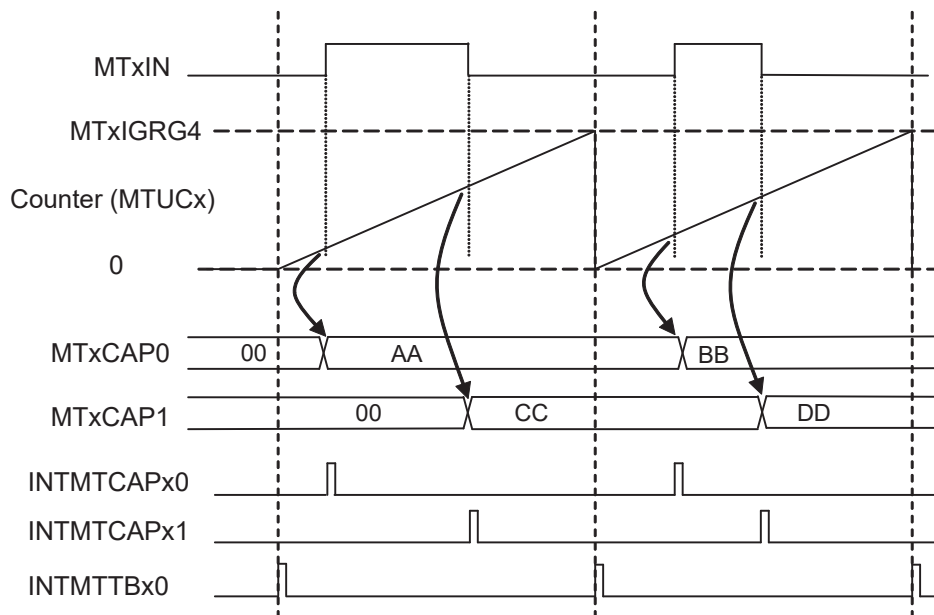 MTxIN
MTxIGRG4
Counter (MTUCx)
0
MTxCAP0 00 AA BB
MTxCAP1 00 CC DD
INTMTCAPx0
INTMTCAPx1
INTMTTBx0